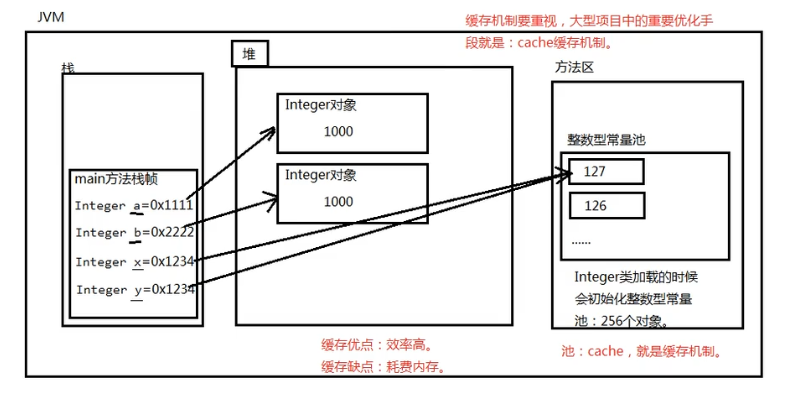 JVM
缓存机制要重视，大型项目中的重要优化手
段就是：cache缓存机制。
栈
堆
方法区
Integer对象
1000
Integer对象
1000
整数型常量池
127
126
......
main方法栈帧
Integer a=0x1111
Integer b=0x2222
Integer x=0x1234
Integer y=0x1234
Integer类加载的时候
会初始化整数型常量
池：256个对象。
缓存优点：效率高。
缓存缺点：耗费内存。
池：cache，就是缓存机制。